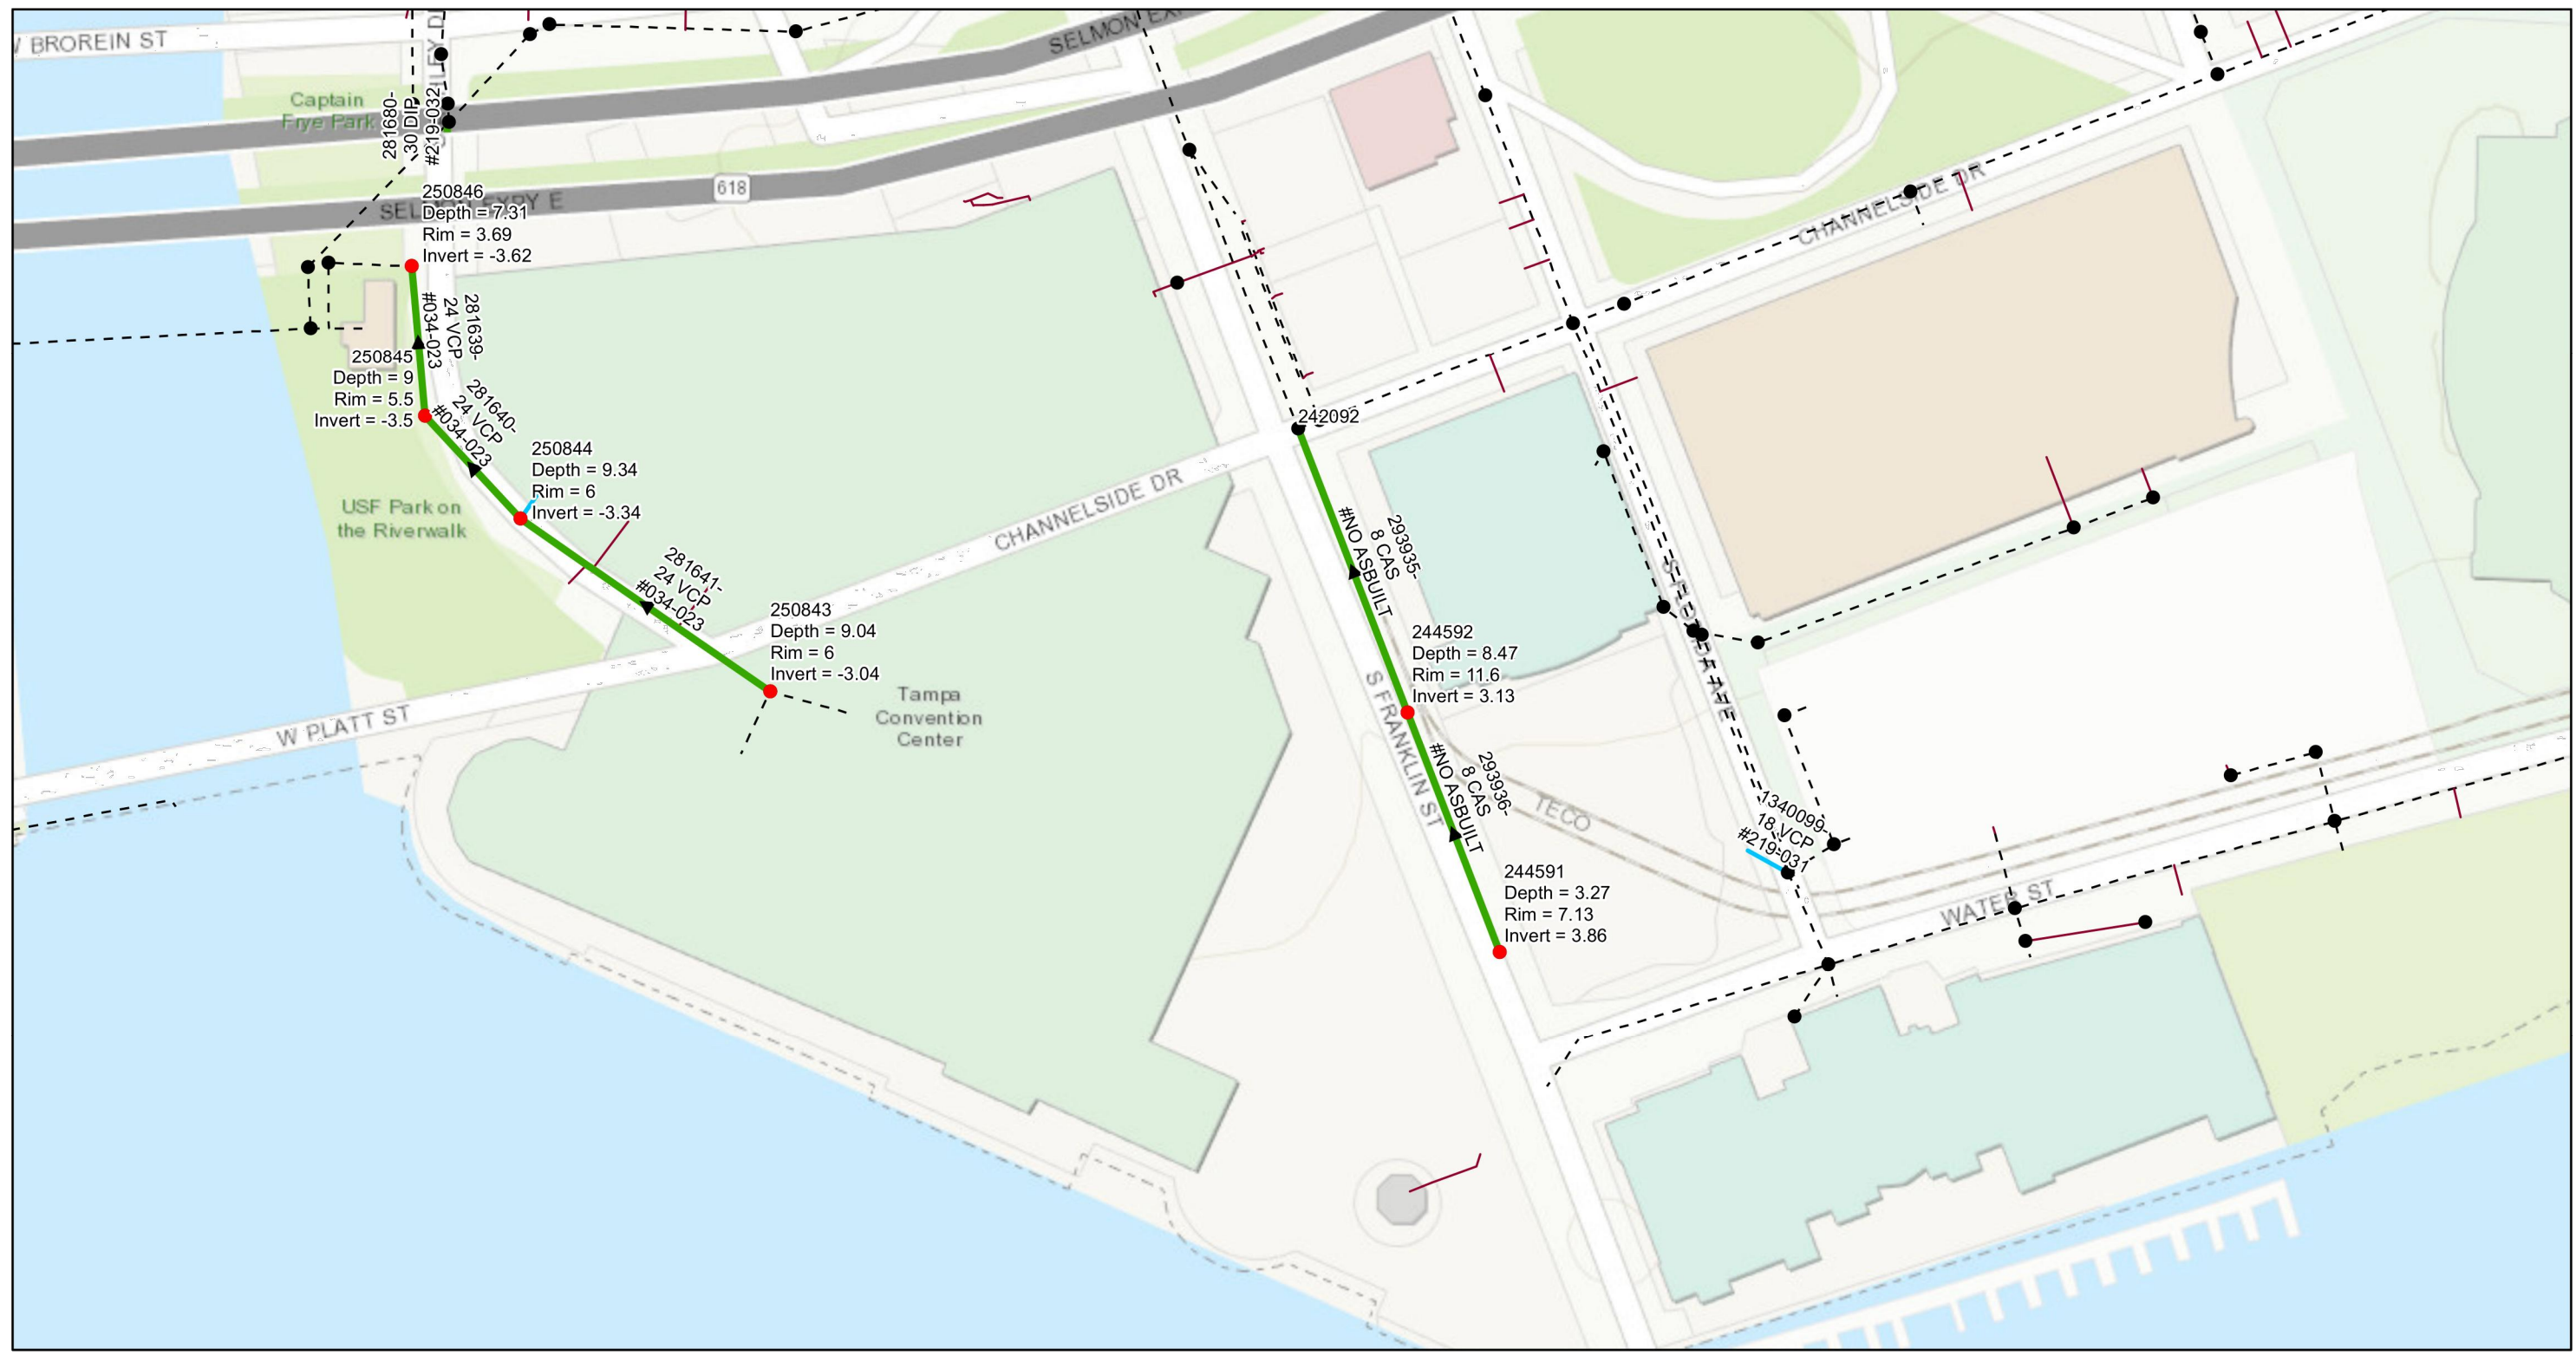 W BROREIN ST
SELMON EXPY
Captain
Frye Park
281680-
30 DIP
#219-032
618
SELMON EXPY E
250846
Depth = 7.31
Rim = 3.69
Invert = -3.62
281639-
24 VCP
#034-023
250845
Depth = 9
Rim = 5.5
Invert = -3.5
281640-
24 VCP
#034-023
250844
Depth = 9.34
Rim = 6
Invert = -3.34
USF Park on
the Riverwalk
281641-
24 VCP
#034-023
250843
Depth = 9.04
Rim = 6
Invert = -3.04
Tampa
Convention
Center
W PLATT ST
CHANNELSIDE DR
CHANNELSIDE DR
242092
293935-
8 CAS
#NO ASBUILT
244592
Depth = 8.47
Rim = 11.6
Invert = 3.13
S FRANKLIN ST
293936-
8 CAS
#NO ASBUILT
244591
Depth = 3.27
Rim = 7.13
Invert = 3.86
TECO
S FLORIDA AVE
1340099-
18 VCP
#219-031
WATER ST